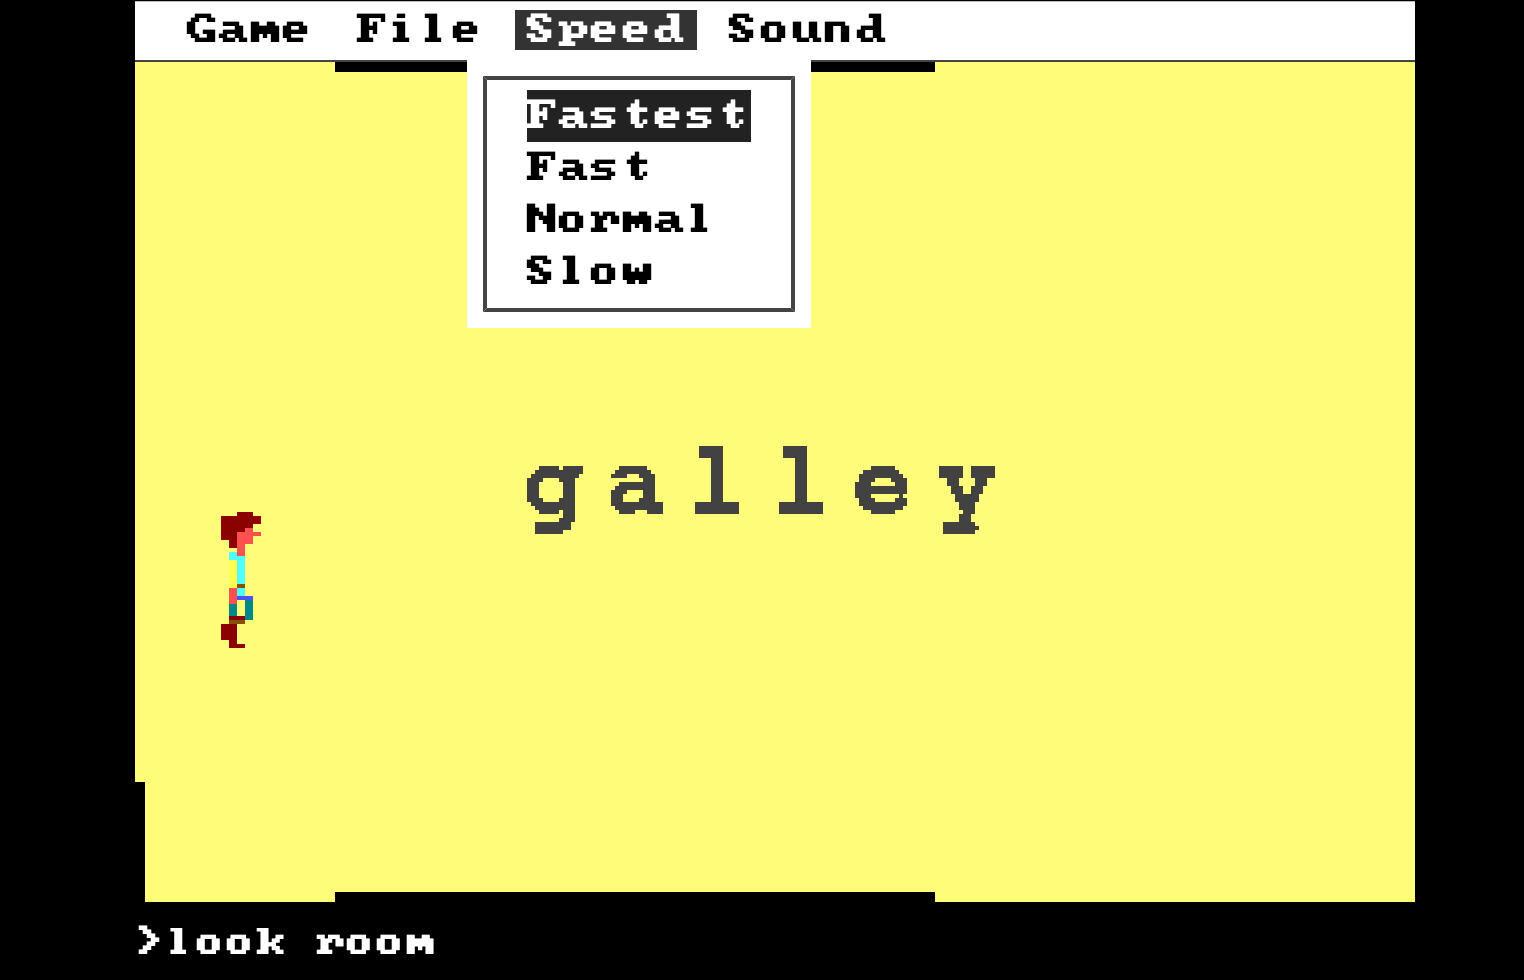 Game File Speed Sound
Fastest
Fast
Normal
Slow
galley
>look room